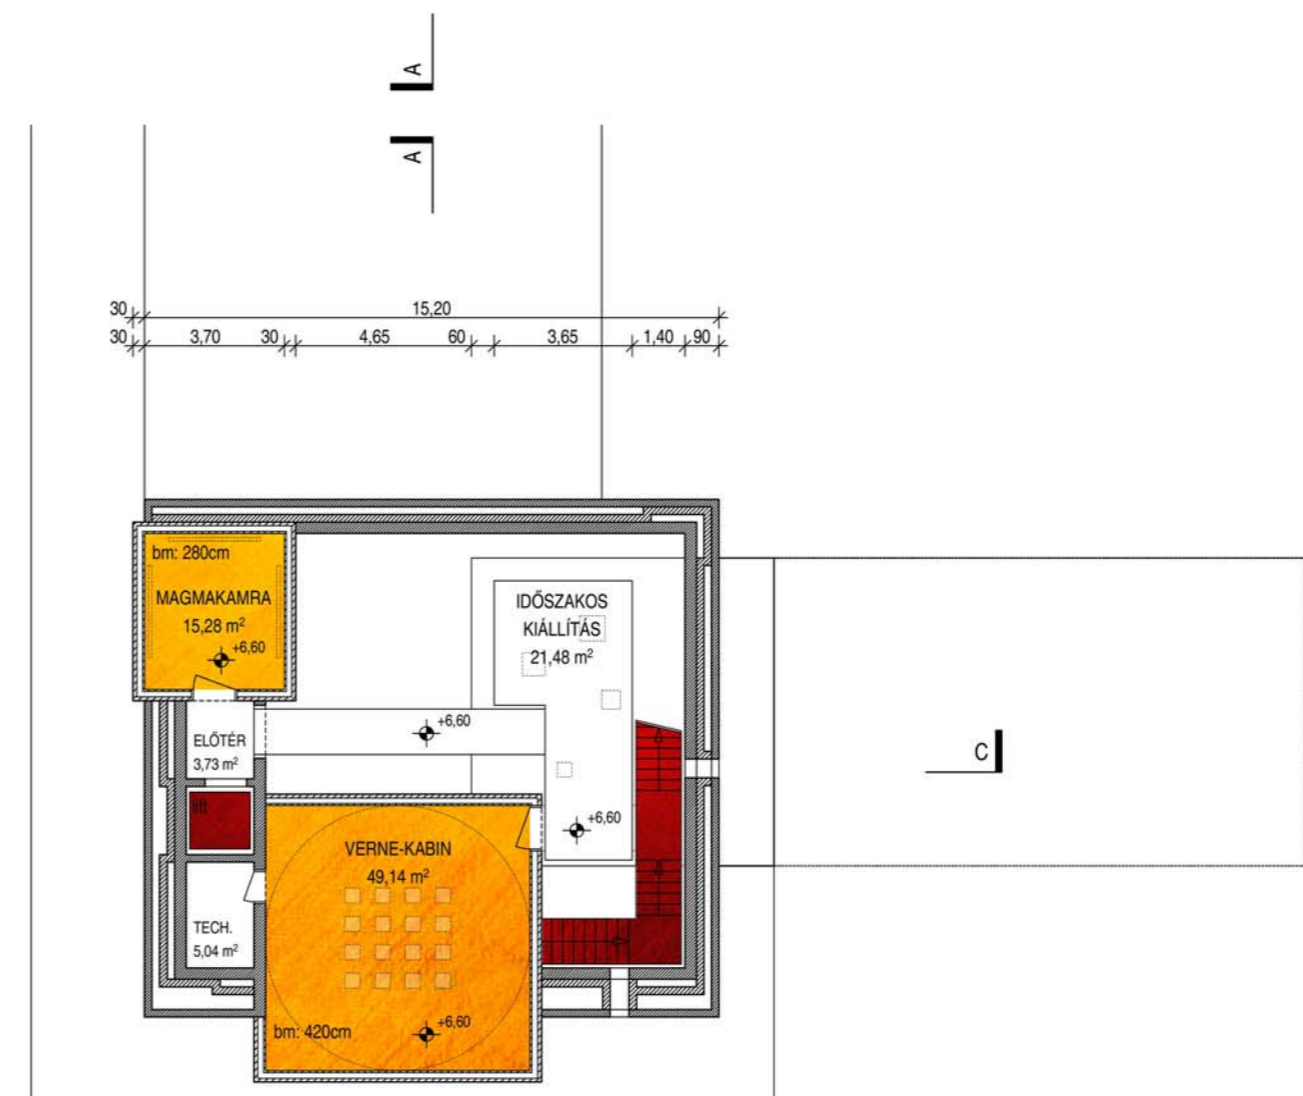 A
A
30 15,20
30 3,70 30 4,65 60 3,65 1,40 90
bm: 280cm
MAGMAKAMRA
15,28 m²
+6,60
IDŐSZAKOS
KIÁLLÍTÁS
21,48 m²
+6,60
ELŐTÉR
3,73 m²
C
lift
+6,60
VERNE-KABIN
49,14 m²
TECH.
5,04 m²
bm: 420cm
+6,60